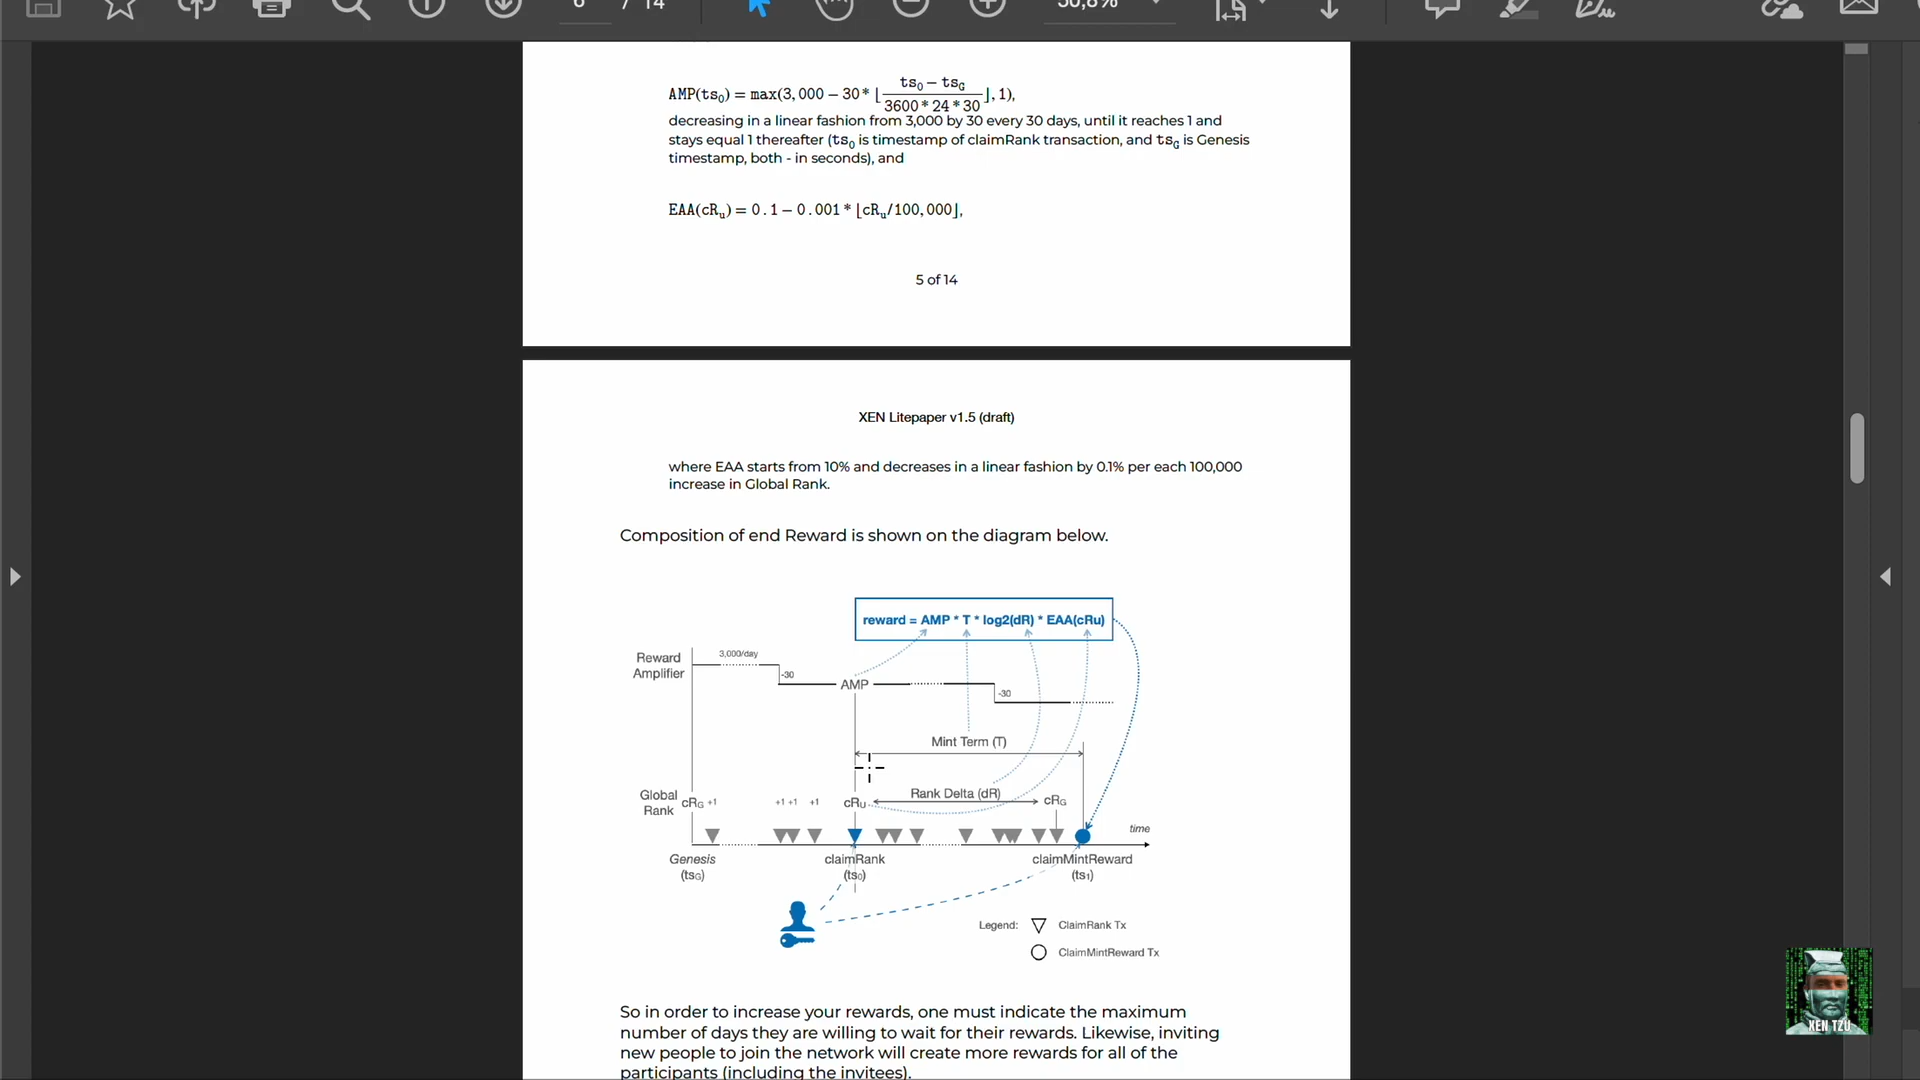 6 / 14
50,8%
AMP(ts₀) = max(3,000 − 30 * ⌊(ts₀ − ts_G)/(3600 * 24 * 30)⌋, 1),
decreasing in a linear fashion from 3,000 by 30 every 30 days, until it reaches 1 and
stays equal 1 thereafter (ts₀ is timestamp of claimRank transaction, and ts_G is Genesis
timestamp, both - in seconds), and
EAA(cRᵤ) = 0.1 − 0.001 * ⌊cRᵤ/100,000⌋,
5 of 14
XEN Litepaper v1.5 (draft)
where EAA starts from 10% and decreases in a linear fashion by 0.1% per each 100,000
increase in Global Rank.
Composition of end Reward is shown on the diagram below.
reward = AMP * T * log2(dR) * EAA(cRu)
Reward
Amplifier
3,000/day
-30
AMP
-30
Mint Term (T)
Global
Rank
cRG +1
+1 +1
+1
cRU
Rank Delta (dR)
cRG
time
Genesis
(tsG)
claimRank
(ts0)
claimMintReward
(ts1)
Legend:
ClaimRank Tx
ClaimMintReward Tx
So in order to increase your rewards, one must indicate the maximum
number of days they are willing to wait for their rewards. Likewise, inviting
new people to join the network will create more rewards for all of the
participants (including the invitees).
XEN TZU